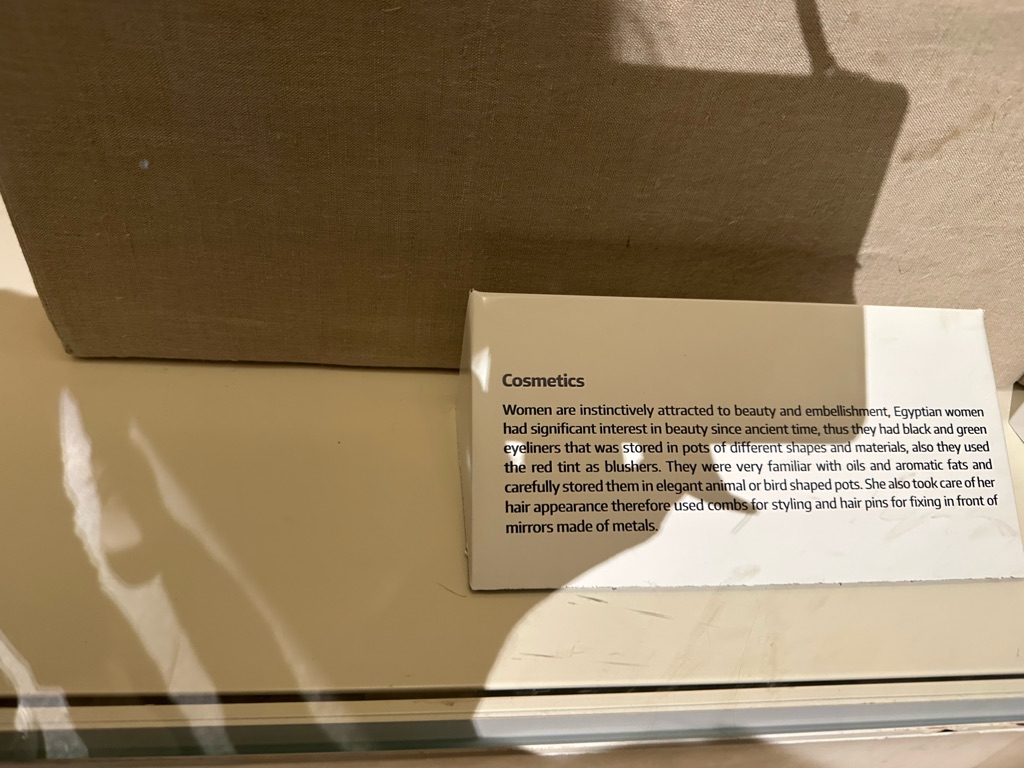 Cosmetics
Women are instinctively attracted to beauty and embellishment, Egyptian women
had significant interest in beauty since ancient time, thus they had black and green
eyeliners that was stored in pots of different shapes and materials, also they used
the red tint as blushers. They were very familiar with oils and aromatic fats and
carefully stored them in elegant animal or bird shaped pots. She also took care of her
hair appearance therefore used combs for styling and hair pins for fixing in front of
mirrors made of metals.